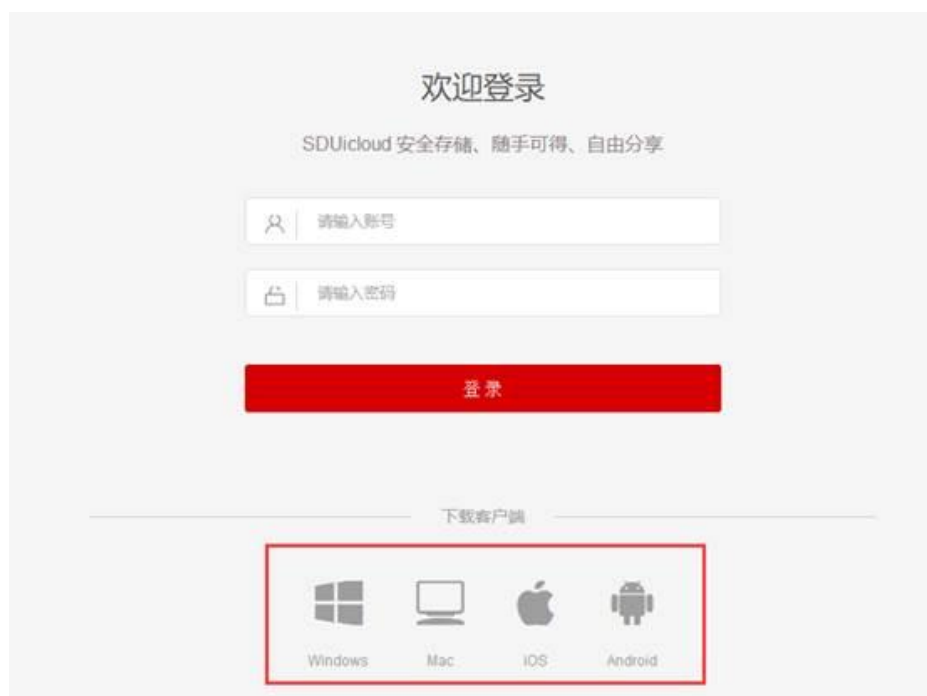 欢迎登录
SDUicloud 安全存储、随手可得、自由分享
请输入账号
请输入密码
登 录
下载客户端
Windows Mac iOS Android